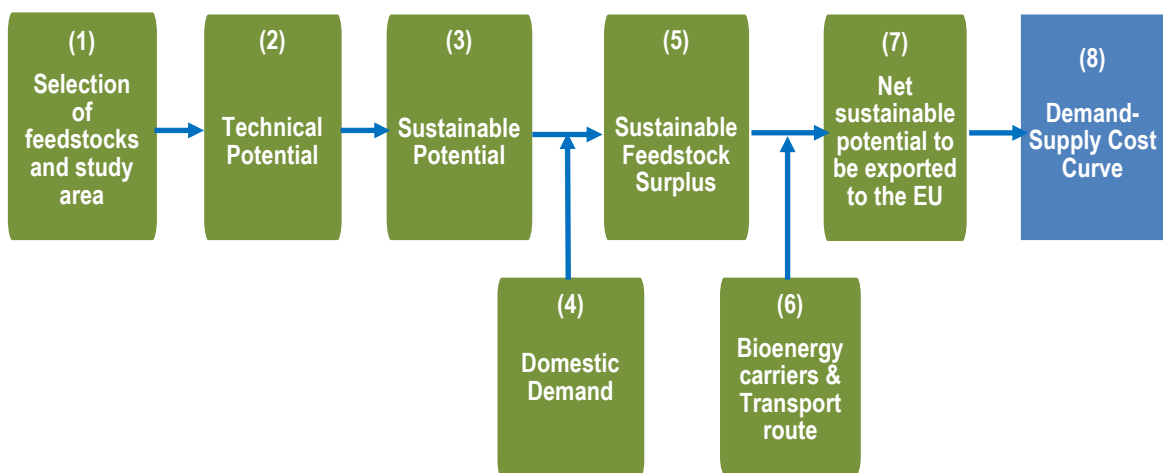 (1)
Selection
of
feedstocks
and study
area
(2)
Technical
Potential
(3)
Sustainable
Potential
(5)
Sustainable
Feedstock
Surplus
(7)
Net
sustainable
potential to
be exported
to the EU
(8)
Demand-
Supply Cost
Curve
(4)
Domestic
Demand
(6)
Bioenergy
carriers &
Transport
route